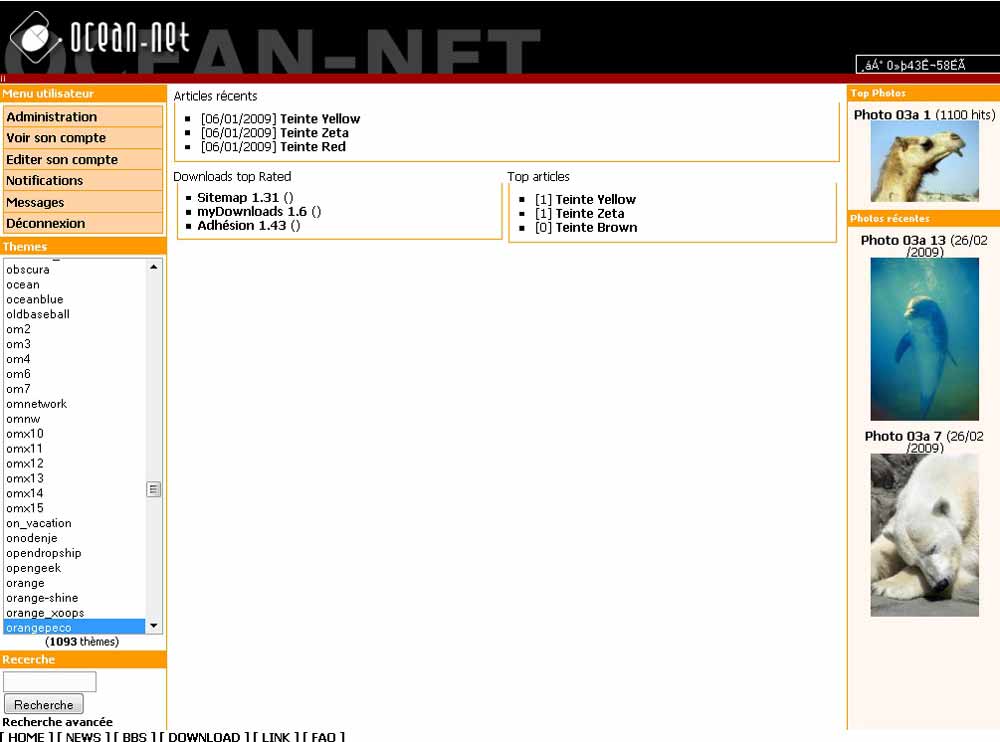 ocean-net
OCEAN-NET
Menu utilisateur
Administration
Voir son compte
Editer son compte
Notifications
Messages
Déconnexion
Themes
obscura
ocean
oceanblue
oldbaseball
om2
om3
om4
om6
om7
omnetwork
omnw
omx10
omx11
omx12
omx13
omx14
omx15
on_vacation
onodenje
opendropship
opengeek
orange
orange-shine
orange_xoops
orangepeco
(1093 thèmes)
Recerche
Recherche
Recherche avancée
Articles récents
[06/01/2009] Teinte Yellow
[06/01/2009] Teinte Zeta
[06/01/2009] Teinte Red
Downloads top Rated
Sitemap 1.31 ()
myDownloads 1.6 ()
Adhésion 1.43 ()
Top articles
[1] Teinte Yellow
[1] Teinte Zeta
[0] Teinte Brown
Top Photos
Photo 03a 1 (1100 hits)
Photos récentes
Photo 03a 13 (26/02
/2009)
Photo 03a 7 (26/02
/2009)
[ HOME ] [ NEWS ] [ BBS ] [ DOWNLOAD ] [ LINK ] [ FAQ ]